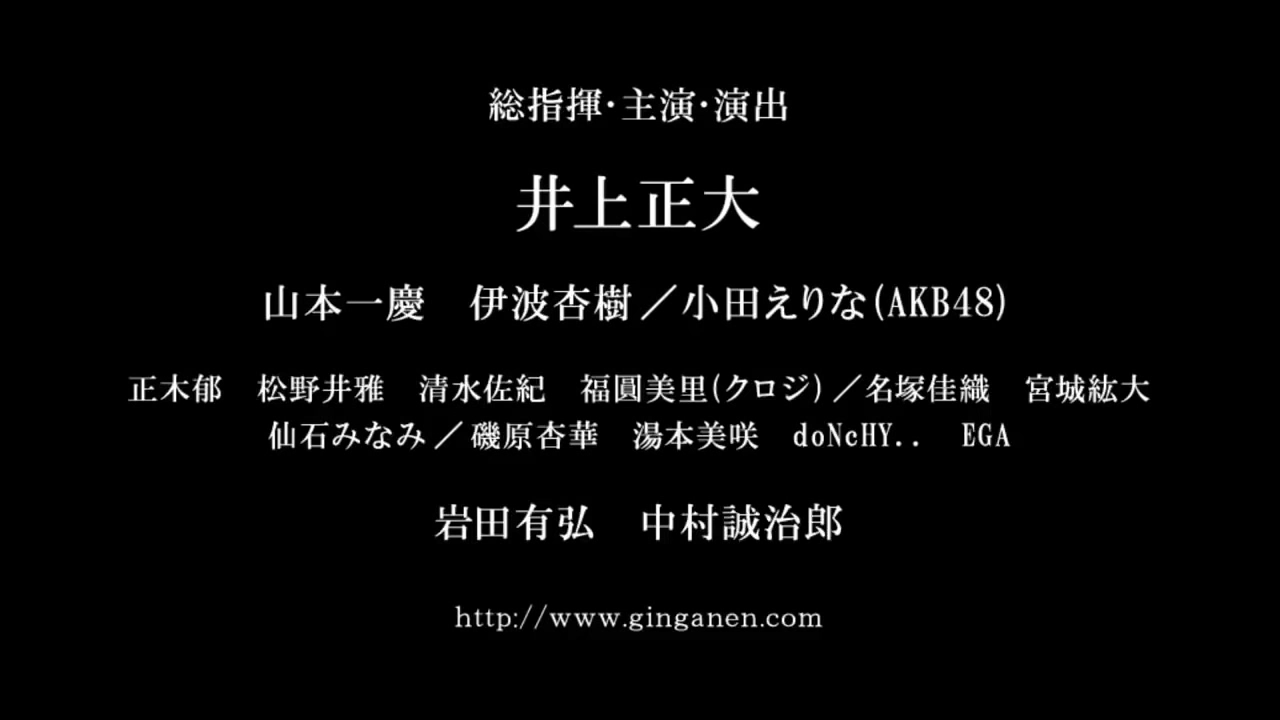 総指揮・主演・演出
井上正大
山本一慶　伊波杏樹／小田えりな(AKB48)
正木郁　松野井雅　清水佐紀　福圓美里(クロジ)／名塚佳織　宮城紘大
仙石みなみ／磯原杏華　湯本美咲　doNcHY..　EGA
岩田有弘　中村誠治郎
http://www.ginganen.com